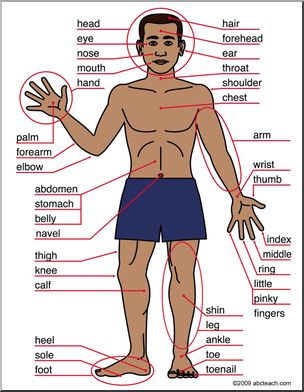 head
eye
nose
mouth
hand
hair
forehead
ear
throat
shoulder
chest
palm
forearm
elbow
arm
wrist
thumb
abdomen
stomach
belly
navel
index
middle
ring
little
pinky
fingers
thigh
knee
calf
shin
leg
ankle
toe
toenail
heel
sole
foot
©2009 abcteach.com